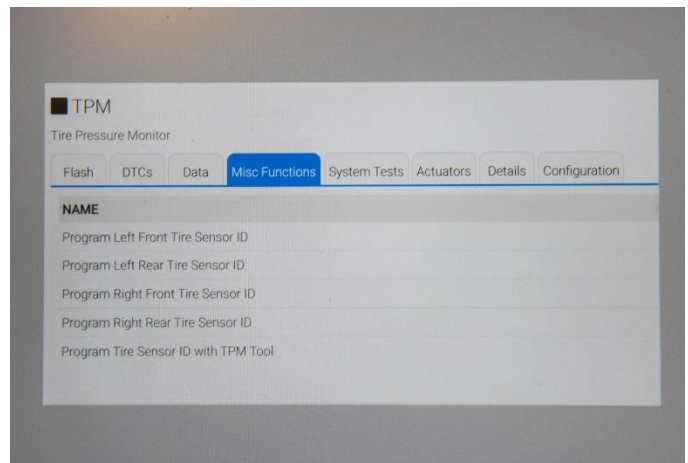 TPM
Tire Pressure Monitor
Flash DTCs Data Misc Functions System Tests Actuators Details Configuration
NAME
Program Left Front Tire Sensor ID
Program Left Rear Tire Sensor ID
Program Right Front Tire Sensor ID
Program Right Rear Tire Sensor ID
Program Tire Sensor ID with TPM Tool